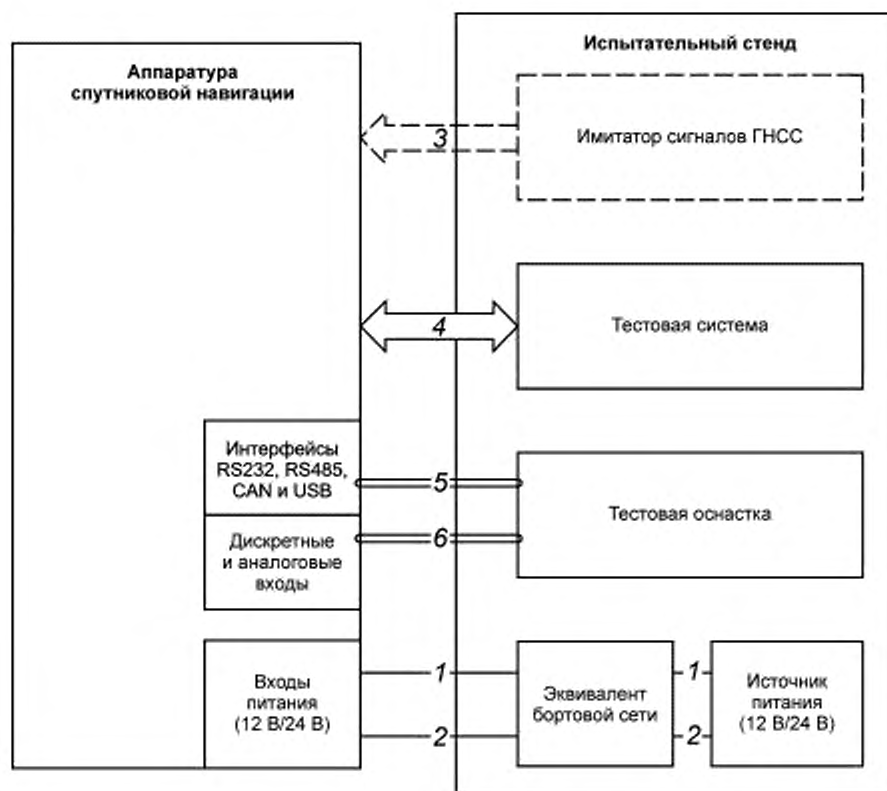 Аппаратура
спутниковой навигации
Испытательный стенд
3
Имитатор сигналов ГНСС
4
Тестовая система
Интерфейсы
RS232, RS485,
CAN и USB
5
Дискретные
и аналоговые
входы
6
Тестовая оснастка
Входы
питания
(12 В/24 В)
1
2
Эквивалент
бортовой сети
1
2
Источник
питания
(12 В/24 В)